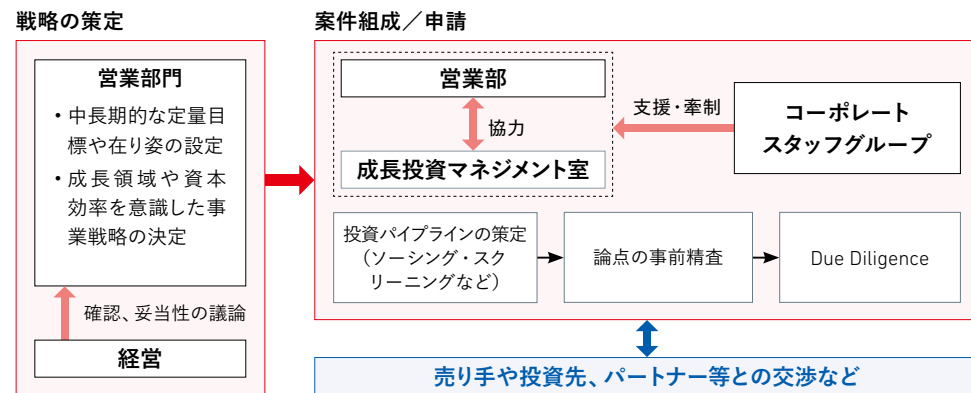 戦略の策定
営業部門
• 中長期的な定量目
標や在り姿の設定
• 成長領域や資本
効率を意識した事
業戦略の決定
確認、妥当性の議論
経営
案件組成／申請
営業部
協力
成長投資マネジメント室
支援・牽制
コーポレート
スタッフグループ
投資パイプラインの策定
（ソーシング・スク
リーニングなど）
論点の事前精査
Due Diligence
売り手や投資先、パートナー等との交渉など